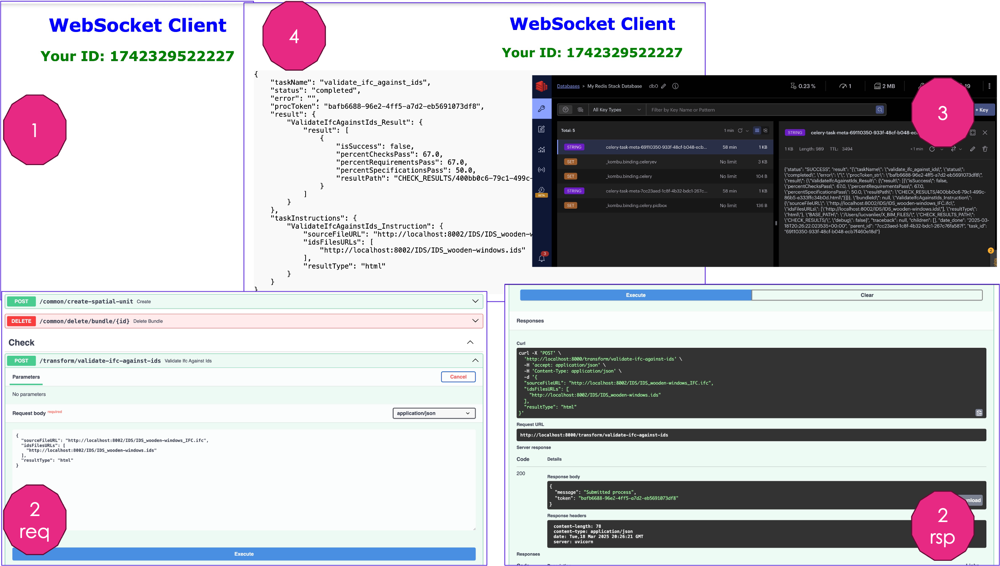 WebSocket Client
Your ID: 1742329522227
1
4
WebSocket Client
Your ID: 1742329522227
{
    "taskName": "validate_ifc_against_ids",
    "status": "completed",
    "error": "",
    "procToken": "bafb6688-96e2-4ff5-a7d2-eb5691073df8",
    "result": {
        "ValidateIfcAgainstIds_Result": {
            "result": [
                {
                    "isSuccess": false,
                    "percentChecksPass": 67.0,
                    "percentRequirementsPass": 67.0,
                    "percentSpecificationsPass": 50.0,
                    "resultPath": "CHECK_RESULTS/400bb0c6-79c1-499c-
                }
            ]
        }
    },
    "taskInstructions": {
        "ValidateIfcAgainstIds_Instruction": {
            "sourceFileURL": "http://localhost:8002/IDS/IDS_wooden-w
            "idsFilesURLs": [
                "http://localhost:8002/IDS/IDS_wooden-windows.ids"
            ],
            "resultType": "html"
        }
    }
}
Databases > My Redis Stack Database db0
0.23 % 1 2 MB 19
3
All Key Types Filter by Key Name or Pattern + Key
Total: 5 1 min
STRING celery-task-meta-69110350-933f-48cf-b048-ecb... 58 min 1 KB
SET _kombu.binding.celeryev No limit 3 KB
SET _kombu.binding.celery No limit 104 B
STRING celery-task-meta-7cc23aed-1c8f-4b32-bdc1-267c... 58 min 1 KB
SET _kombu.binding.celery.pidbox No limit 136 B
BETA
3
STRING celery-task-meta-69110350-933f-48cf-b048-ec
1 KB Length: 989 TTL: 3494 < 1 min
{"status": "SUCCESS", "result": "{\"taskName\": \"validate_ifc_against_ids\", \"status\":
\"completed\", \"error\": \"\", \"procToken_str\": \"bafb6688-96e2-4ff5-a7d2-eb5691073df8\",
\"result\": {\"ValidateIfcAgainstIds_Result\": {\"result\": [{\"isSuccess\": false,
\"percentChecksPass\": 67.0, \"percentRequirementsPass\": 67.0,
\"percentSpecificationsPass\": 50.0, \"resultPath\": \"CHECK_RESULTS/400bb0c6-79c1-499c-
86b5-e333ffc34b0d.html\"}]}}, \"bundleId\": null, \"ValidateIfcAgainstIds_Instruction\":
{\"sourceFileURL\": \"http://localhost:8002/IDS/IDS_wooden-windows_IFC.ifc\",
\"idsFilesURLs\": [\"http://localhost:8002/IDS/IDS_wooden-windows.ids\"], \"resultType\":
\"html\"}, \"BASE_PATH\": \"/Users/lucvanlier/X_BIM_FILES/\", \"CHECK_RESULTS_PATH\":
\"CHECK_RESULTS/\", \"debug\": false}", "traceback": null, "children": [], "date_done": "2025-03-
18T20:26:22.023535+00:00", "parent_id": "7cc23aed-1c8f-4b32-bdc1-267c76fa587f", "task_id":
"69110350-933f-48cf-b048-ecb7f460e18d"}
2
ghts
POST /common/create-spatial-unit Create
DELETE /common/delete/bundle/{id} Delete Bundle
Check
POST /transform/validate-ifc-against-ids Validate Ifc Against Ids
Parameters Cancel
No parameters
Request body required application/json
{
  "sourceFileURL": "http://localhost:8002/IDS/IDS_wooden-windows_IFC.ifc",
  "idsFilesURLs": [
    "http://localhost:8002/IDS/IDS_wooden-windows.ids"
  ],
  "resultType": "html"
}
2
req
Execute
Execute Clear
Responses
Curl
curl -X 'POST' \
  'http://localhost:8000/transform/validate-ifc-against-ids' \
  -H 'accept: application/json' \
  -H 'Content-Type: application/json' \
  -d '{
  "sourceFileURL": "http://localhost:8002/IDS/IDS_wooden-windows_IFC.ifc",
  "idsFilesURLs": [
    "http://localhost:8002/IDS/IDS_wooden-windows.ids"
  ],
  "resultType": "html"
}'
Request URL
http://localhost:8000/transform/validate-ifc-against-ids
Server response
Code Details
200
Response body
{
  "message": "Submitted process",
  "token": "bafb6688-96e2-4ff5-a7d2-eb5691073df8"
}
nload
Response headers
content-length: 78
content-type: application/json
date: Tue,18 Mar 2025 20:26:21 GMT
server: uvicorn
2
rsp
Responses